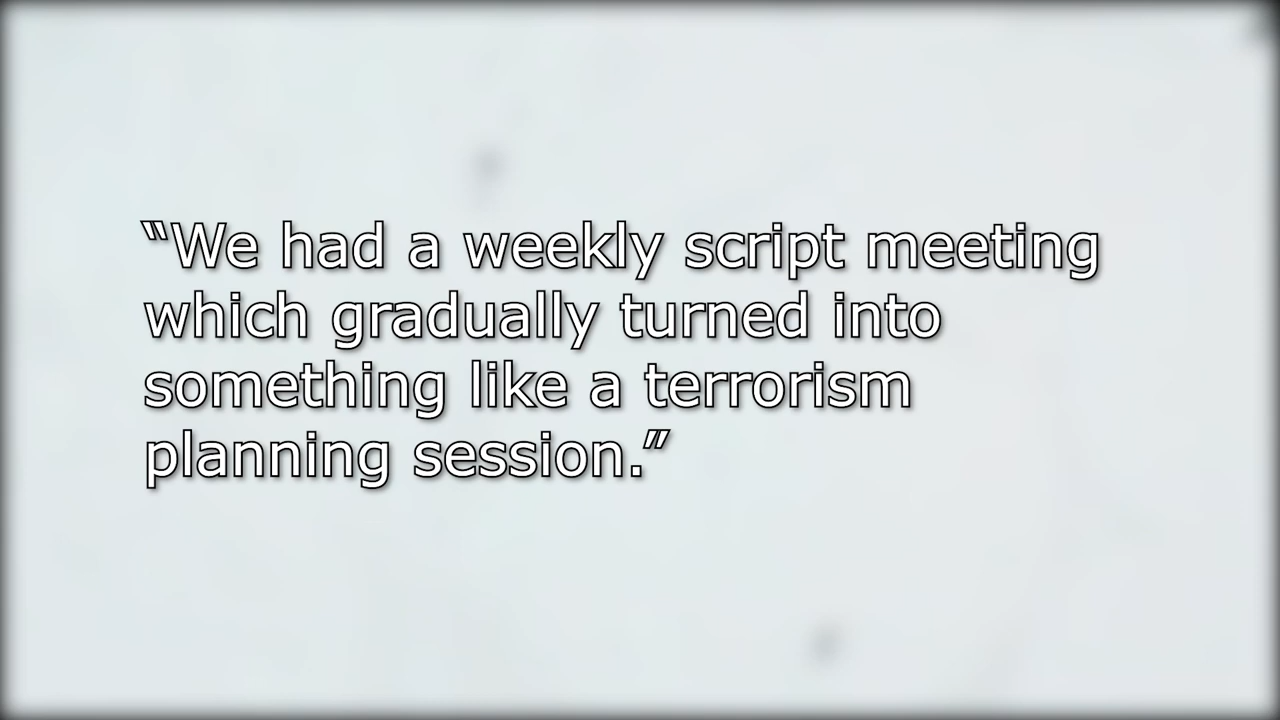 “We had a weekly script meeting
which gradually turned into
something like a terrorism
planning session.”